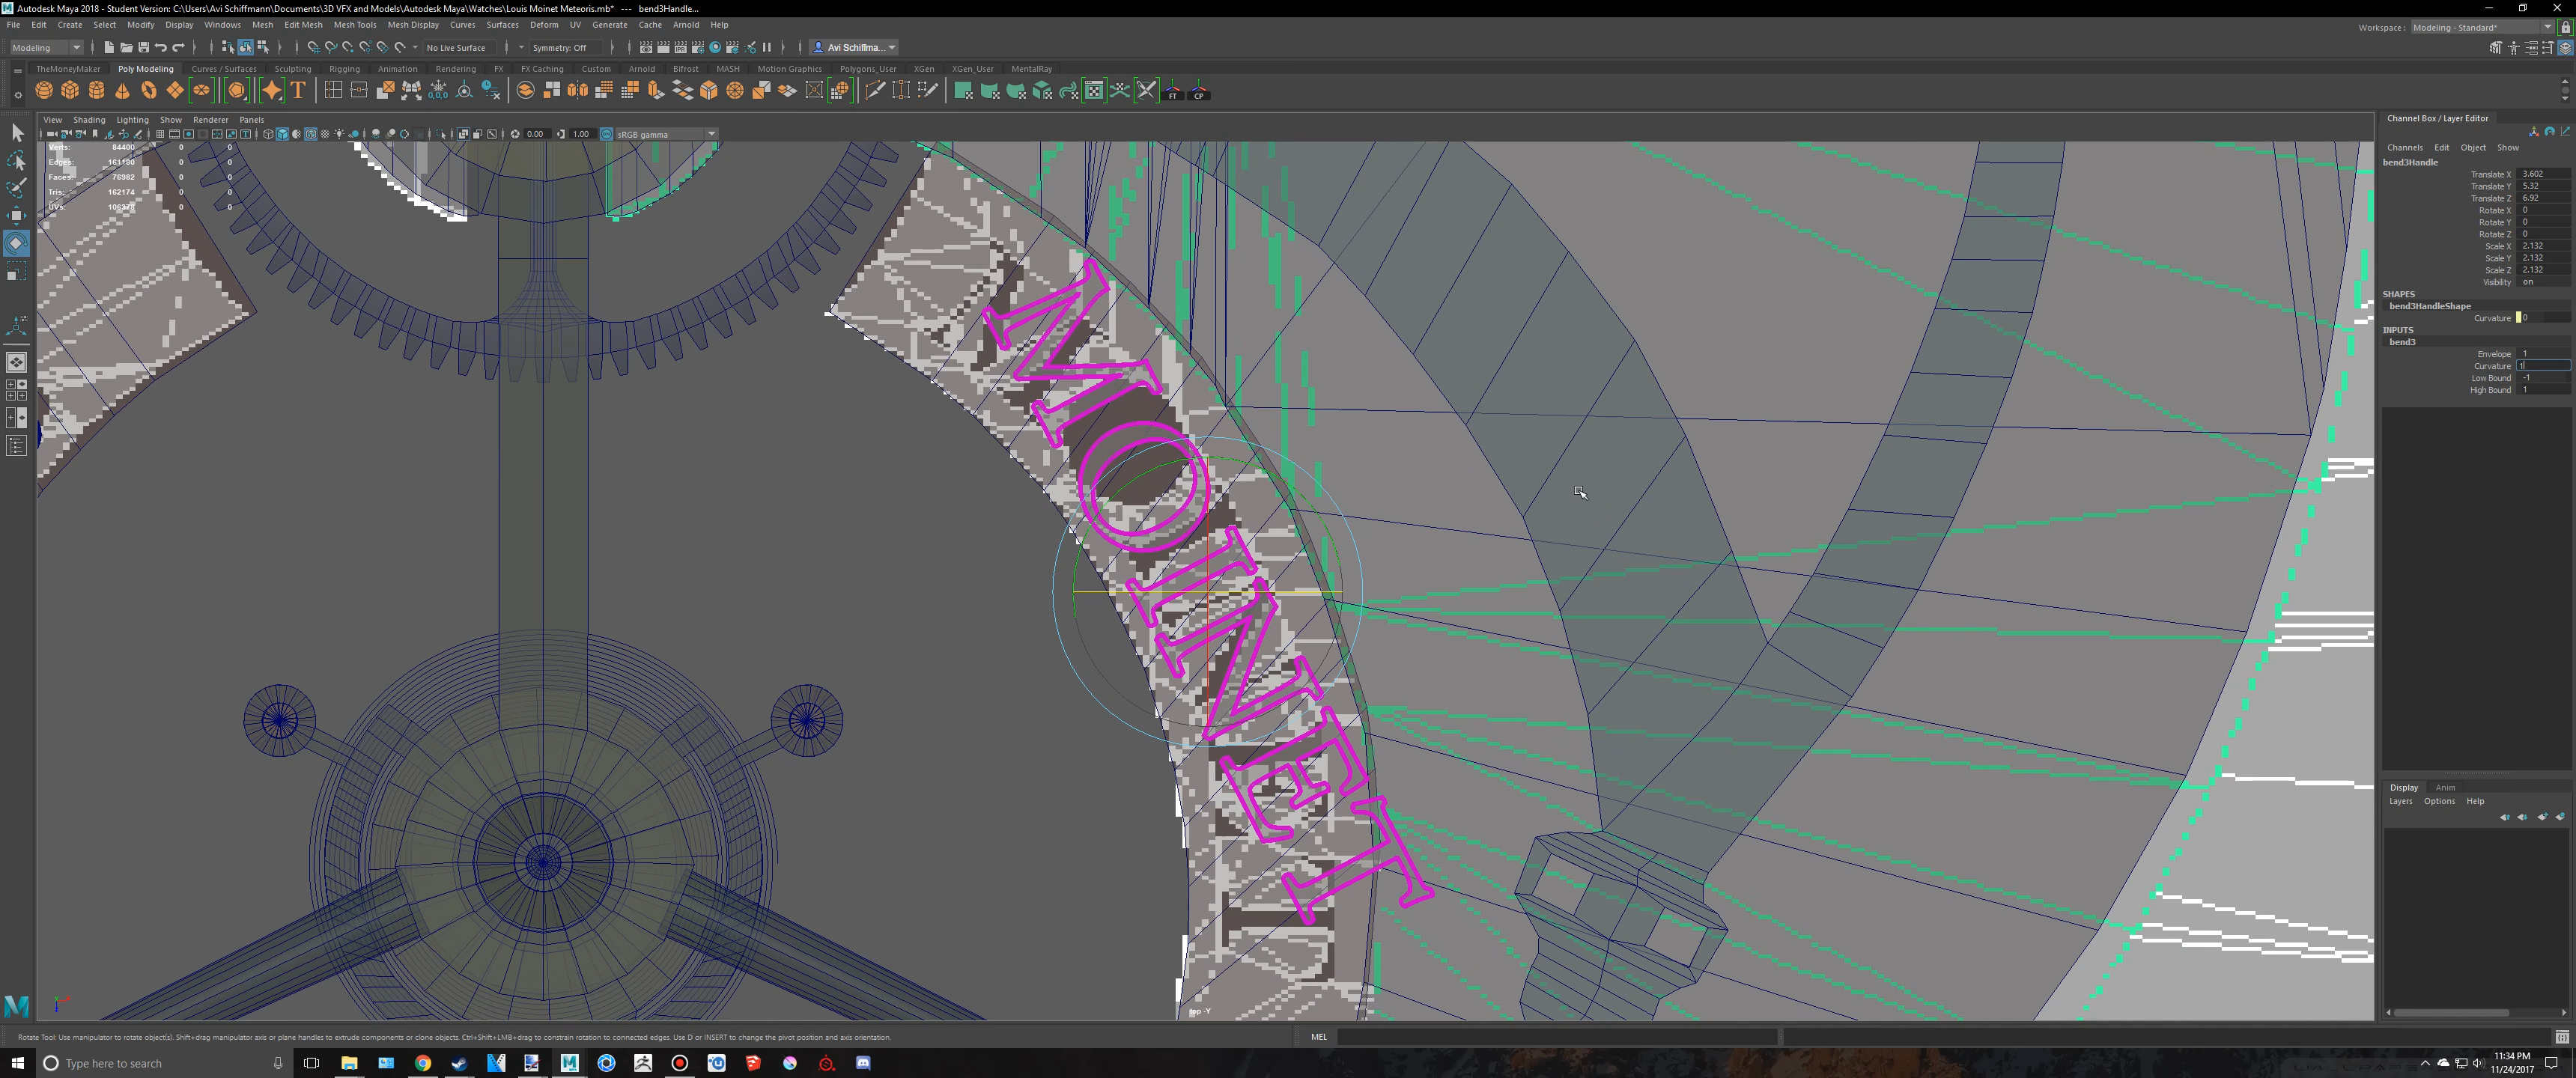 Autodesk Maya 2018 - Student Version: C:\Users\Avi Schiffmann\Documents\3D VFX and Models\Autodesk Maya\Watches\Louis Moinet Meteoris.mb* --- bend3Handle...
File Edit Create Select Modify Display Windows Mesh Edit Mesh Mesh Tools Mesh Display Curves Surfaces Deform UV Generate Cache Arnold Help
Workspace : Modeling - Standard*
Modeling No Live Surface Symmetry: Off Avi Schiffma...
TheMoneyMaker Poly Modeling Curves / Surfaces Sculpting Rigging Animation Rendering FX FX Caching Custom Arnold Bifrost MASH Motion Graphics Polygons_User XGen XGen_User MentalRay
FT CP
View Shading Lighting Show Renderer Panels
0.00 1.00 sRGB gamma
Verts: 84400 0 0
Edges: 161180 0 0
Faces: 76982 0 0
Tris: 162174 0 0
UVs: 0 0
MOINET
top -Y
Channel Box / Layer Editor
Channels Edit Object Show
bend3Handle
Translate X 3.602
Translate Y 5.32
Translate Z 6.92
Rotate X 0
Rotate Y 0
Rotate Z 0
Scale X 2.132
Scale Y 2.132
Scale Z 2.132
Visibility on
SHAPES
bend3HandleShape
Curvature 0
INPUTS
bend3
Envelope 1
Curvature 1
Low Bound -1
High Bound 1
Display Anim
Layers Options Help
Rotate Tool: Use manipulator to rotate object(s). Shift+drag manipulator axis or plane handles to extrude components or clone objects. Ctrl+Shift+LMB+drag to constrain rotation to connected edges. Use D or INSERT to change the pivot position and axis orientation.
MEL
Type here to search
11:34 PM
11/24/2017